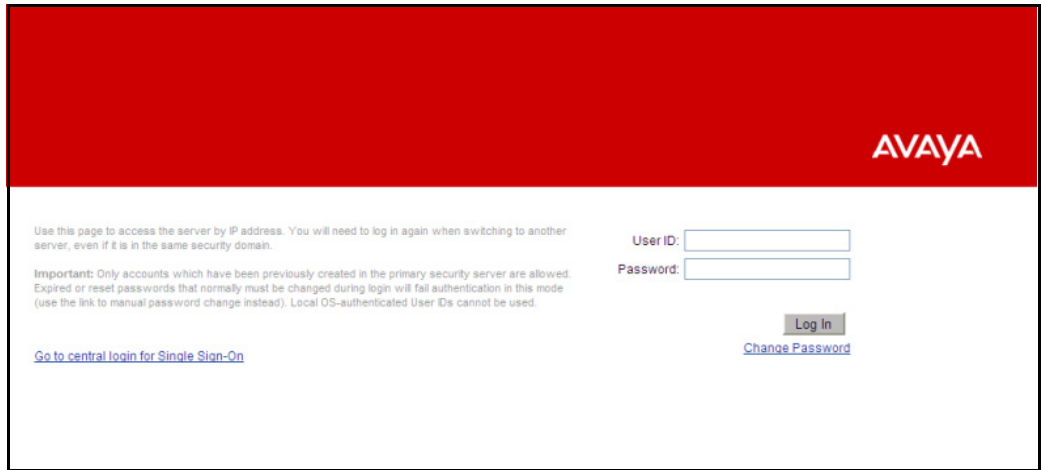 AVAYA
Use this page to access the server by IP address. You will need to log in again when switching to another
server, even if it is in the same security domain.
Important: Only accounts which have been previously created in the primary security server are allowed.
Expired or reset passwords that normally must be changed during login will fail authentication in this mode
(use the link to manual password change instead). Local OS-authenticated User IDs cannot be used.
Go to central login for Single Sign-On
User ID:
Password:
Log In
Change Password